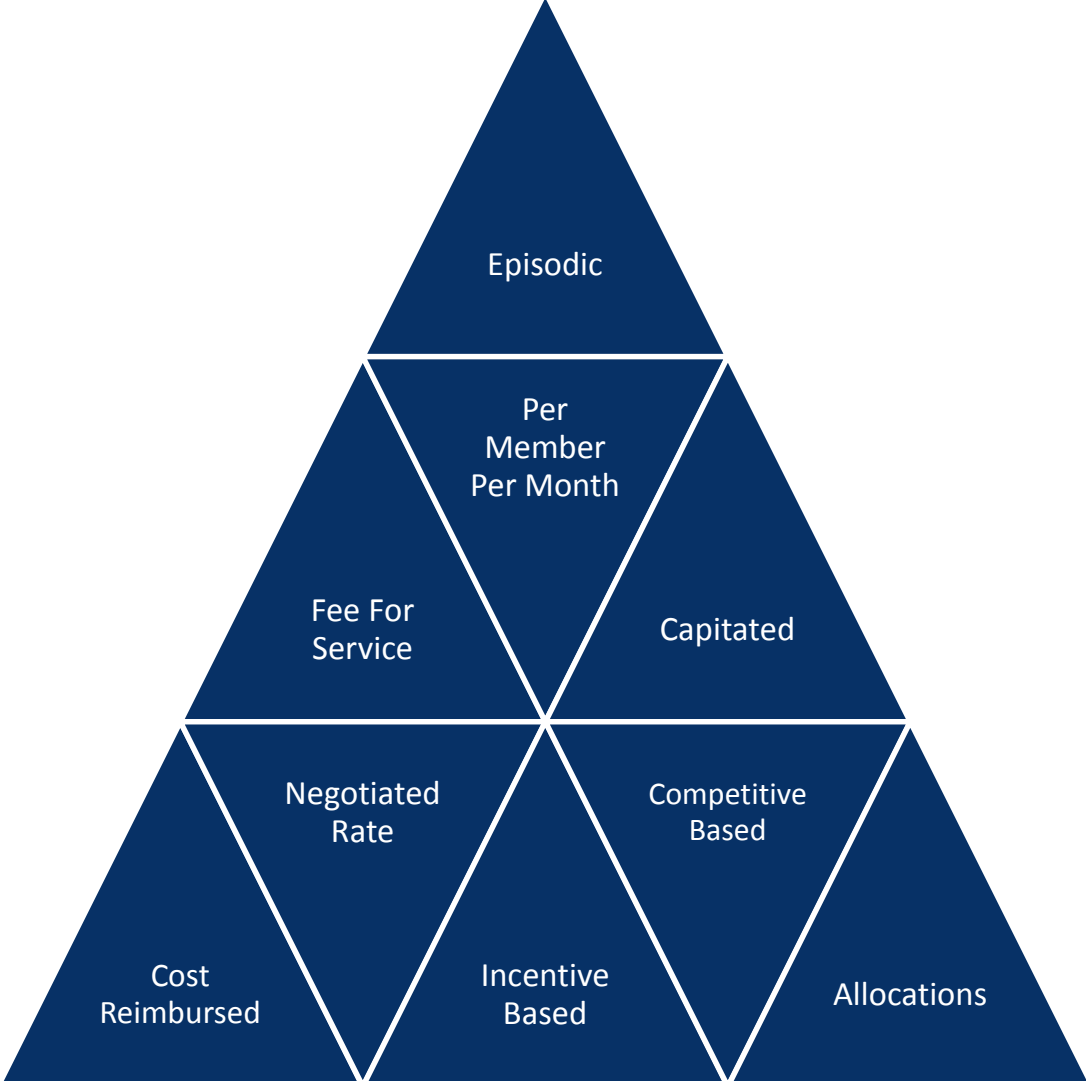 Episodic
Per
Member
Per Month
Fee For
Service
Capitated
Negotiated
Rate
Competitive
Based
Cost
Reimbursed
Incentive
Based
Allocations